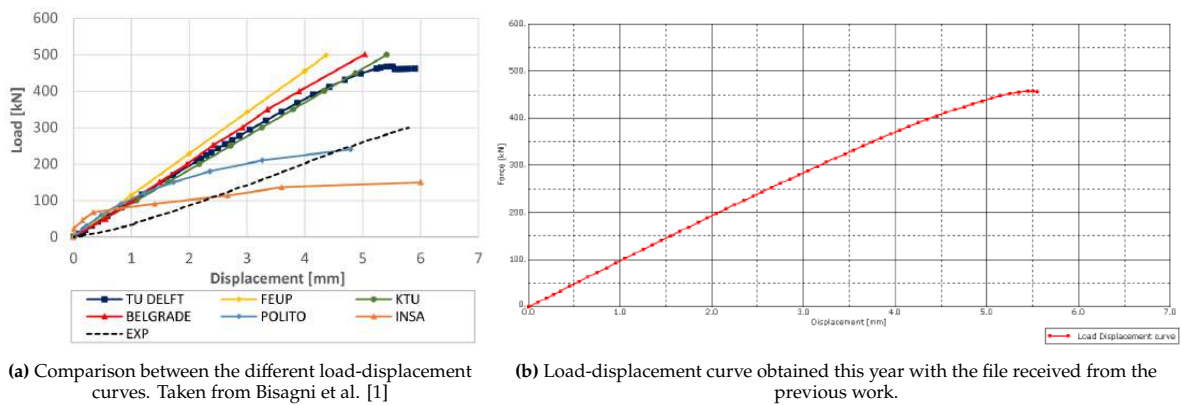 600
500
400
300
200
100
0
Load [kN]
0 1 2 3 4 5 6 7
Displacement [mm]
TU DELFT FEUP KTU
BELGRADE POLITO INSA
EXP
(a) Comparison between the different load-displacement
curves. Taken from Bisagni et al. [1]
600.
500.
400.
300.
200.
100.
0.
Force [kN]
0.0 1.0 2.0 3.0 4.0 5.0 6.0 7.0
Displacement [mm]
Load Displacement curve
(b) Load-displacement curve obtained this year with the file received from the
previous work.